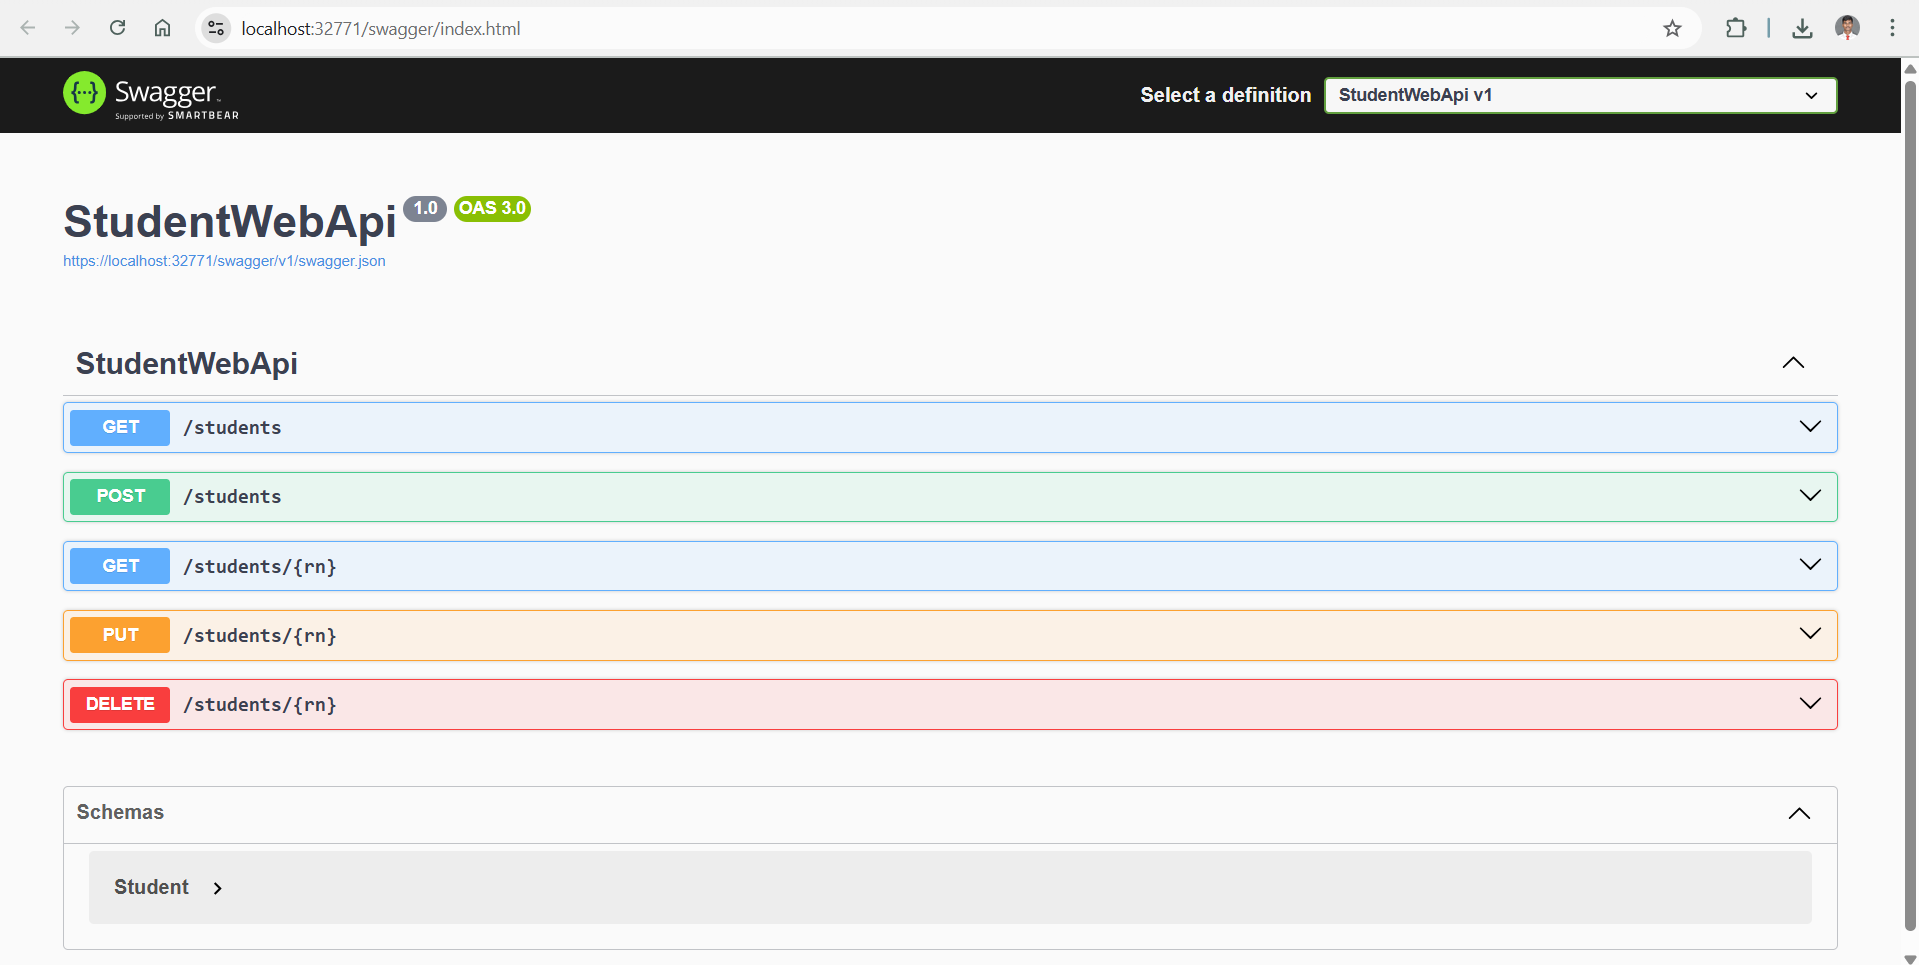 localhost:32771/swagger/index.html
{···} Swagger™
Supported by SMARTBEAR
Select a definition
StudentWebApi v1
StudentWebApi 1.0 OAS 3.0
https://localhost:32771/swagger/v1/swagger.json
StudentWebApi
GET /students
POST /students
GET /students/{rn}
PUT /students/{rn}
DELETE /students/{rn}
Schemas
Student